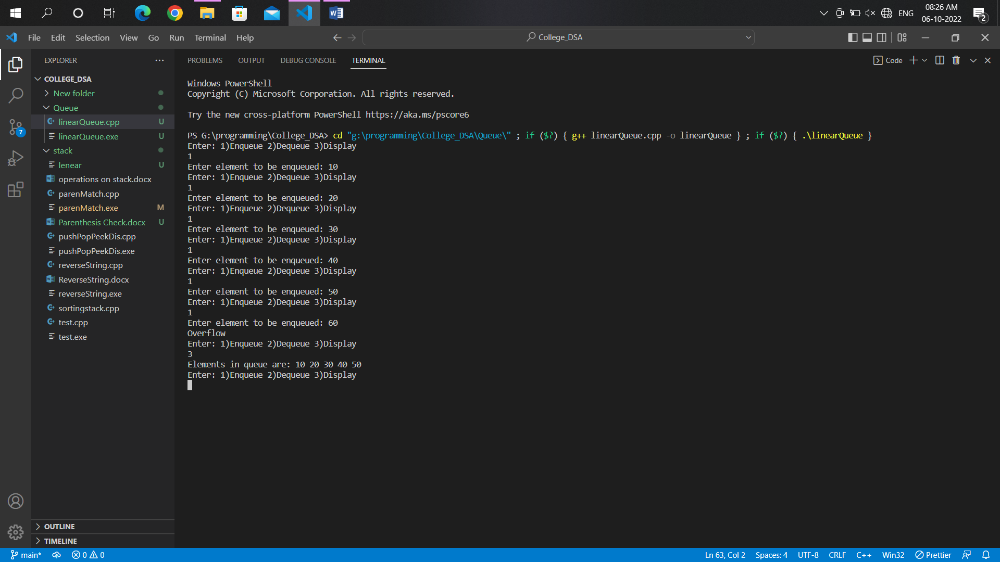 ENG
08:26 AM
06-10-2022
2
File Edit Selection View Go Run Terminal Help
College_DSA
EXPLORER
COLLEGE_DSA
New folder
Queue
linearQueue.cpp U
linearQueue.exe U
stack
lenear U
operations on stack.docx
parenMatch.cpp
parenMatch.exe M
Parenthesis Check.docx U
pushPopPeekDis.cpp
pushPopPeekDis.exe
reverseString.cpp
ReverseString.docx
reverseString.exe
sortingstack.cpp
test.cpp
test.exe
7
OUTLINE
TIMELINE
PROBLEMS OUTPUT DEBUG CONSOLE TERMINAL
Code
Windows PowerShell
Copyright (C) Microsoft Corporation. All rights reserved.
Try the new cross-platform PowerShell https://aka.ms/pscore6
PS G:\programming\College_DSA> cd "g:\programming\College_DSA\Queue\" ; if ($?) { g++ linearQueue.cpp -o linearQueue } ; if ($?) { .\linearQueue }
Enter: 1)Enqueue 2)Dequeue 3)Display
1
Enter element to be enqueued: 10
Enter: 1)Enqueue 2)Dequeue 3)Display
1
Enter element to be enqueued: 20
Enter: 1)Enqueue 2)Dequeue 3)Display
1
Enter element to be enqueued: 30
Enter: 1)Enqueue 2)Dequeue 3)Display
1
Enter element to be enqueued: 40
Enter: 1)Enqueue 2)Dequeue 3)Display
1
Enter element to be enqueued: 50
Enter: 1)Enqueue 2)Dequeue 3)Display
1
Enter element to be enqueued: 60
Overflow
Enter: 1)Enqueue 2)Dequeue 3)Display
3
Elements in queue are: 10 20 30 40 50
Enter: 1)Enqueue 2)Dequeue 3)Display
main* 0 0 Ln 63, Col 2 Spaces: 4 UTF-8 CRLF C++ Win32 Prettier